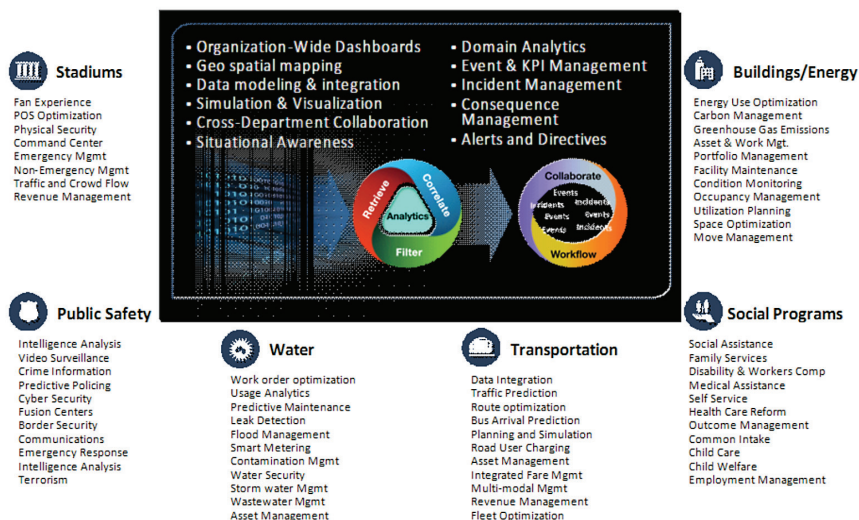 ▪ Organization-Wide Dashboards
▪ Geo spatial mapping
▪ Data modeling & integration
▪ Simulation & Visualization
▪ Cross-Department Collaboration
▪ Situational Awareness
▪ Domain Analytics
▪ Event & KPI Management
▪ Incident Management
▪ Consequence
Management
▪ Alerts and Directives
Retrieve
Correlate
Analytics
Filter
Collaborate
Events
Incidents
Incidents
Events
Events
Events
Incidents
Workflow
Stadiums
Fan Experience
POS Optimization
Physical Security
Command Center
Emergency Mgmt
Non-Emergency Mgmt
Traffic and Crowd Flow
Revenue Management
Buildings/Energy
Energy Use Optimization
Carbon Management
Greenhouse Gas Emissions
Asset & Work Mgt.
Portfolio Management
Facility Maintenance
Condition Monitoring
Occupancy Management
Utilization Planning
Space Optimization
Move Management
Public Safety
Intelligence Analysis
Video Surveillance
Crime Information
Predictive Policing
Cyber Security
Fusion Centers
Border Security
Communications
Emergency Response
Intelligence Analysis
Terrorism
Water
Work order optimization
Usage Analytics
Predictive Maintenance
Leak Detection
Flood Management
Smart Metering
Contamination Mgmt
Water Security
Storm water Mgmt
Wastewater Mgmt
Asset Management
Transportation
Data Integration
Traffic Prediction
Route optimization
Bus Arrival Prediction
Planning and Simulation
Road User Charging
Asset Management
Integrated Fare Mgmt
Multi-modal Mgmt
Revenue Management
Fleet Optimization
Social Programs
Social Assistance
Family Services
Disability & Workers Comp
Medical Assistance
Self Service
Health Care Reform
Outcome Management
Common Intake
Child Care
Child Welfare
Employment Management